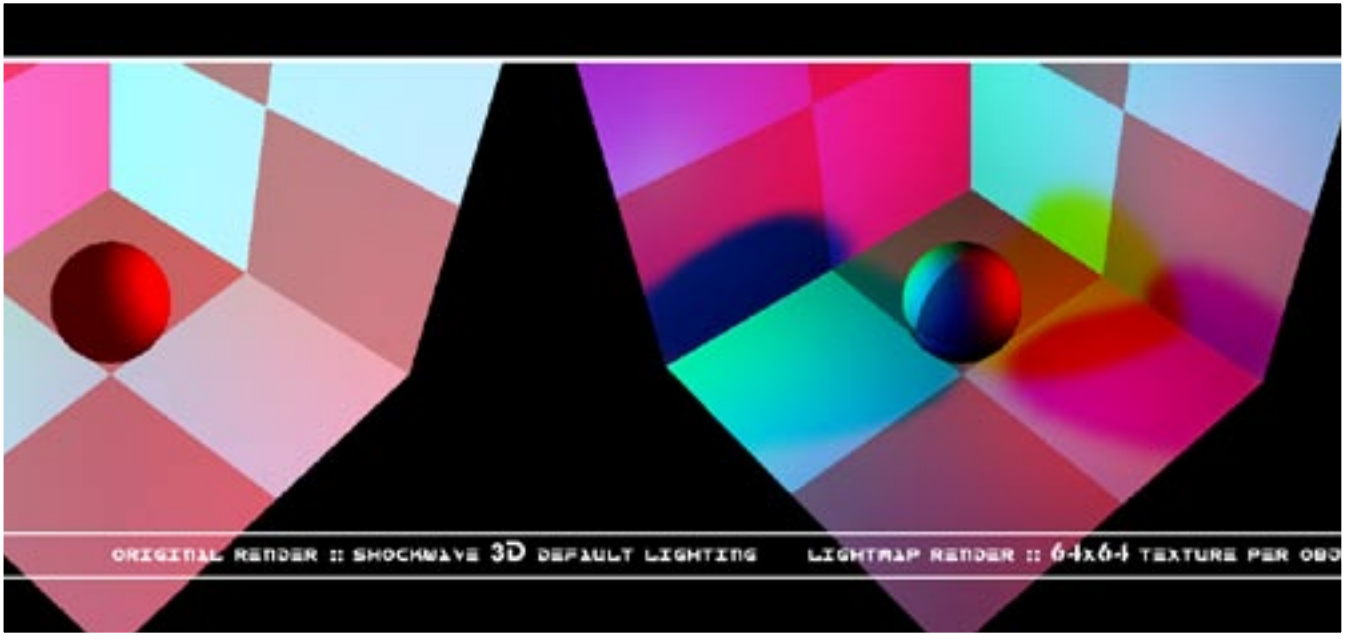 ORIGINAL RENDER :: SHOCKWAVE 3D DEFAULT LIGHTING
LIGHTMAP RENDER :: 64x64 TEXTURE PER